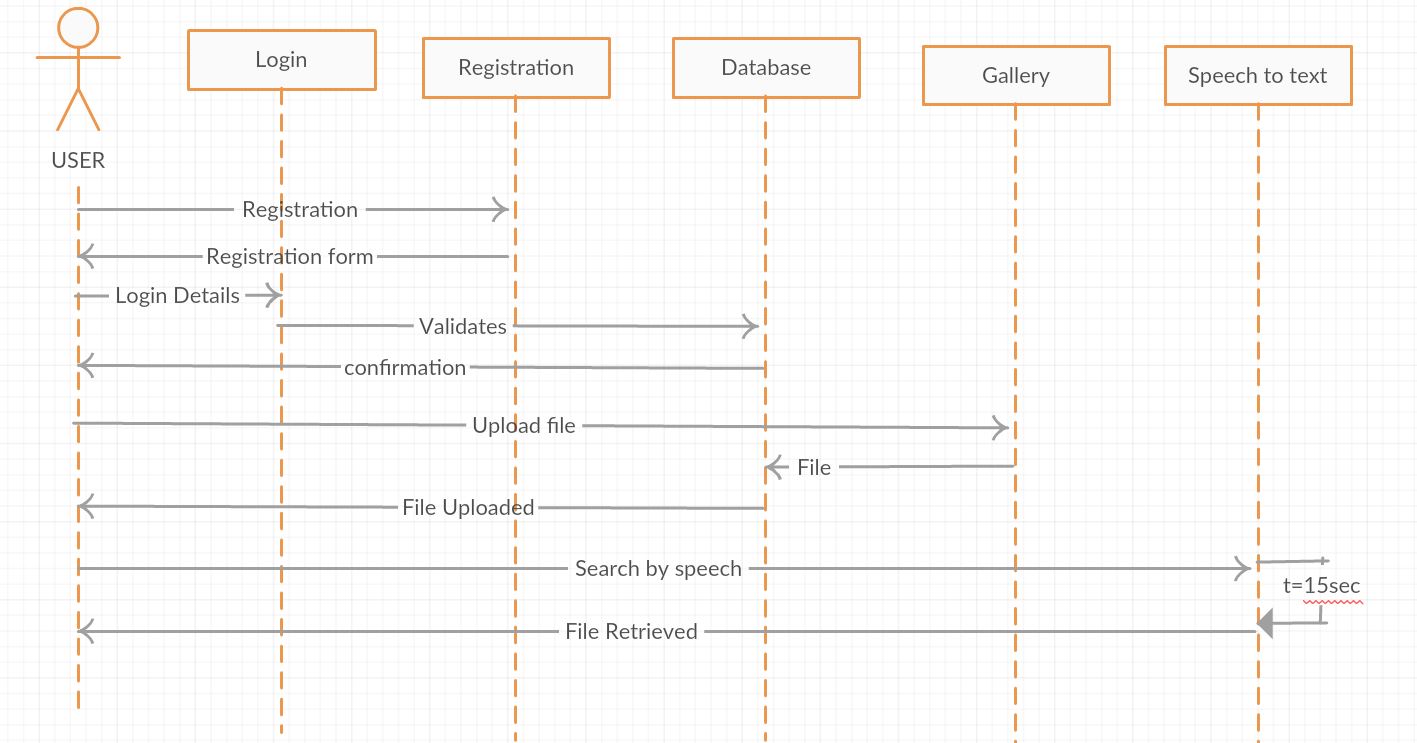 Login
Registration
Database
Gallery
Speech to text
USER
Registration
Registration form
Login Details
Validates
confirmation
Upload file
File
File Uploaded
Search by speech
t=15sec
File Retrieved